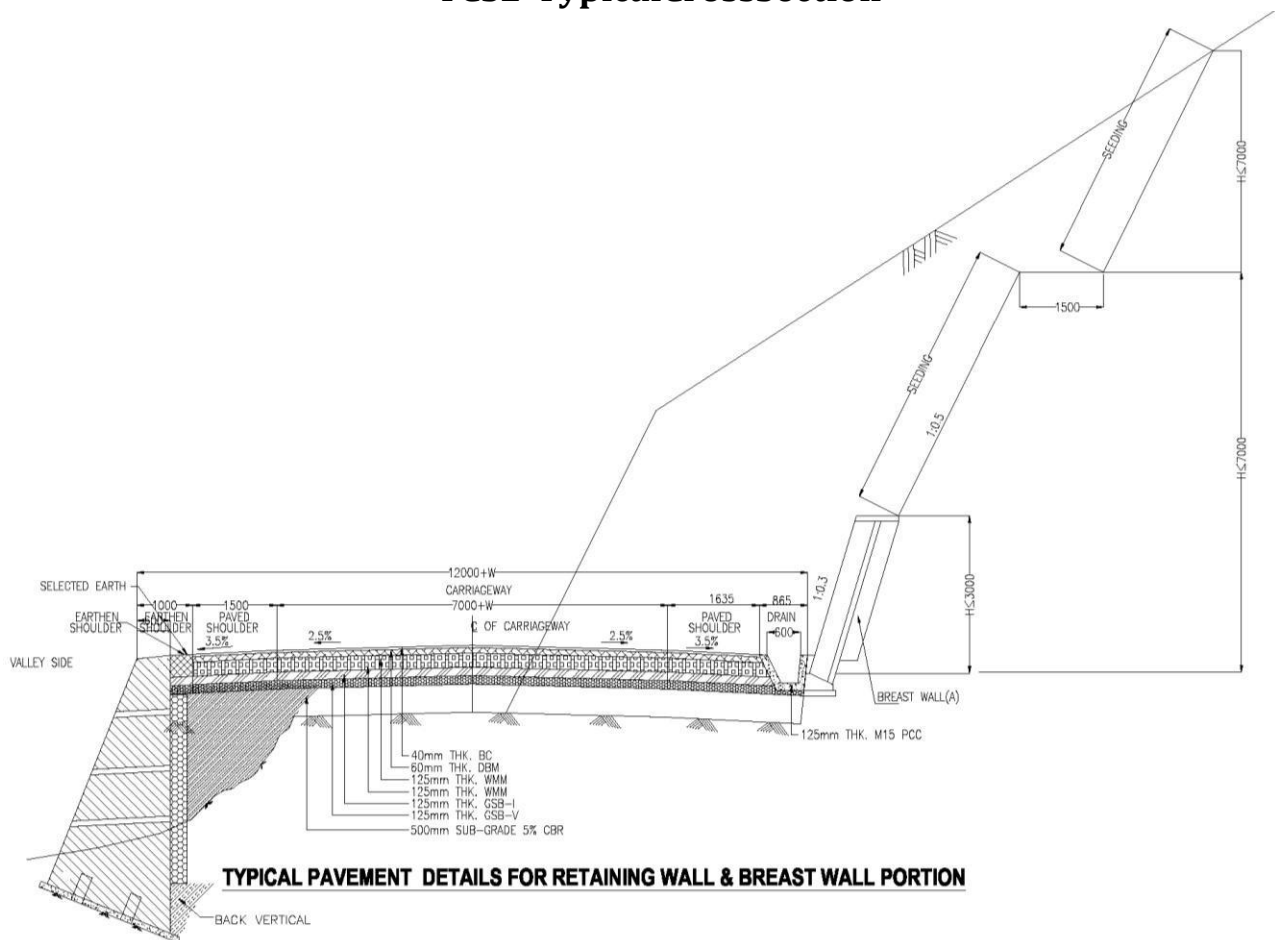 SEEDING
H≤7000
1500
SEEDING
1:0.5
H≤7000
12000+W
SELECTED EARTH
CARRIAGEWAY
1000
1500
7000+W
1635
865
1:0.3
H≤3000
EARTHEN
SHOULDER
EARTHEN
SHOULDER
PAVED
SHOULDER
℄ OF CARRIAGEWAY
PAVED
SHOULDER
DRAIN
600
3.5%
2.5%
2.5%
3.5%
VALLEY SIDE
BREAST WALL(A)
125mm THK. M15 PCC
40mm THK. BC
60mm THK. DBM
125mm THK. WMM
125mm THK. WMM
125mm THK. GSB-I
125mm THK. GSB-V
500mm SUB-GRADE 5% CBR
TYPICAL PAVEMENT DETAILS FOR RETAINING WALL & BREAST WALL PORTION
BACK VERTICAL